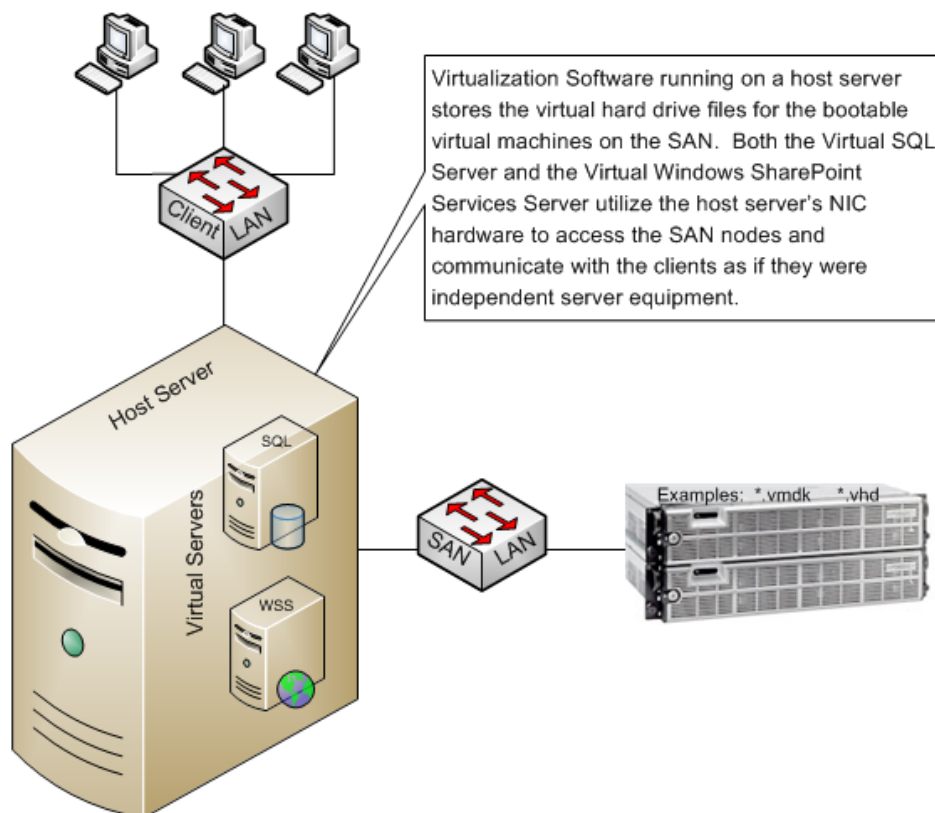 Virtualization Software running on a host server
stores the virtual hard drive files for the bootable
virtual machines on the SAN.  Both the Virtual SQL
Server and the Virtual Windows SharePoint
Services Server utilize the host server's NIC
hardware to access the SAN nodes and
communicate with the clients as if they were
independent server equipment.
Client LAN
Host Server
Virtual Servers
SQL
WSS
SAN LAN
Examples:  *.vmdk  *.vhd